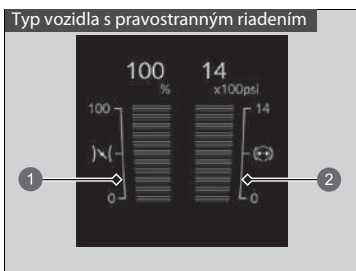 Typ vozidla s pravostranným riadením
100 14
% x100psi
100 14
1 2
0 0